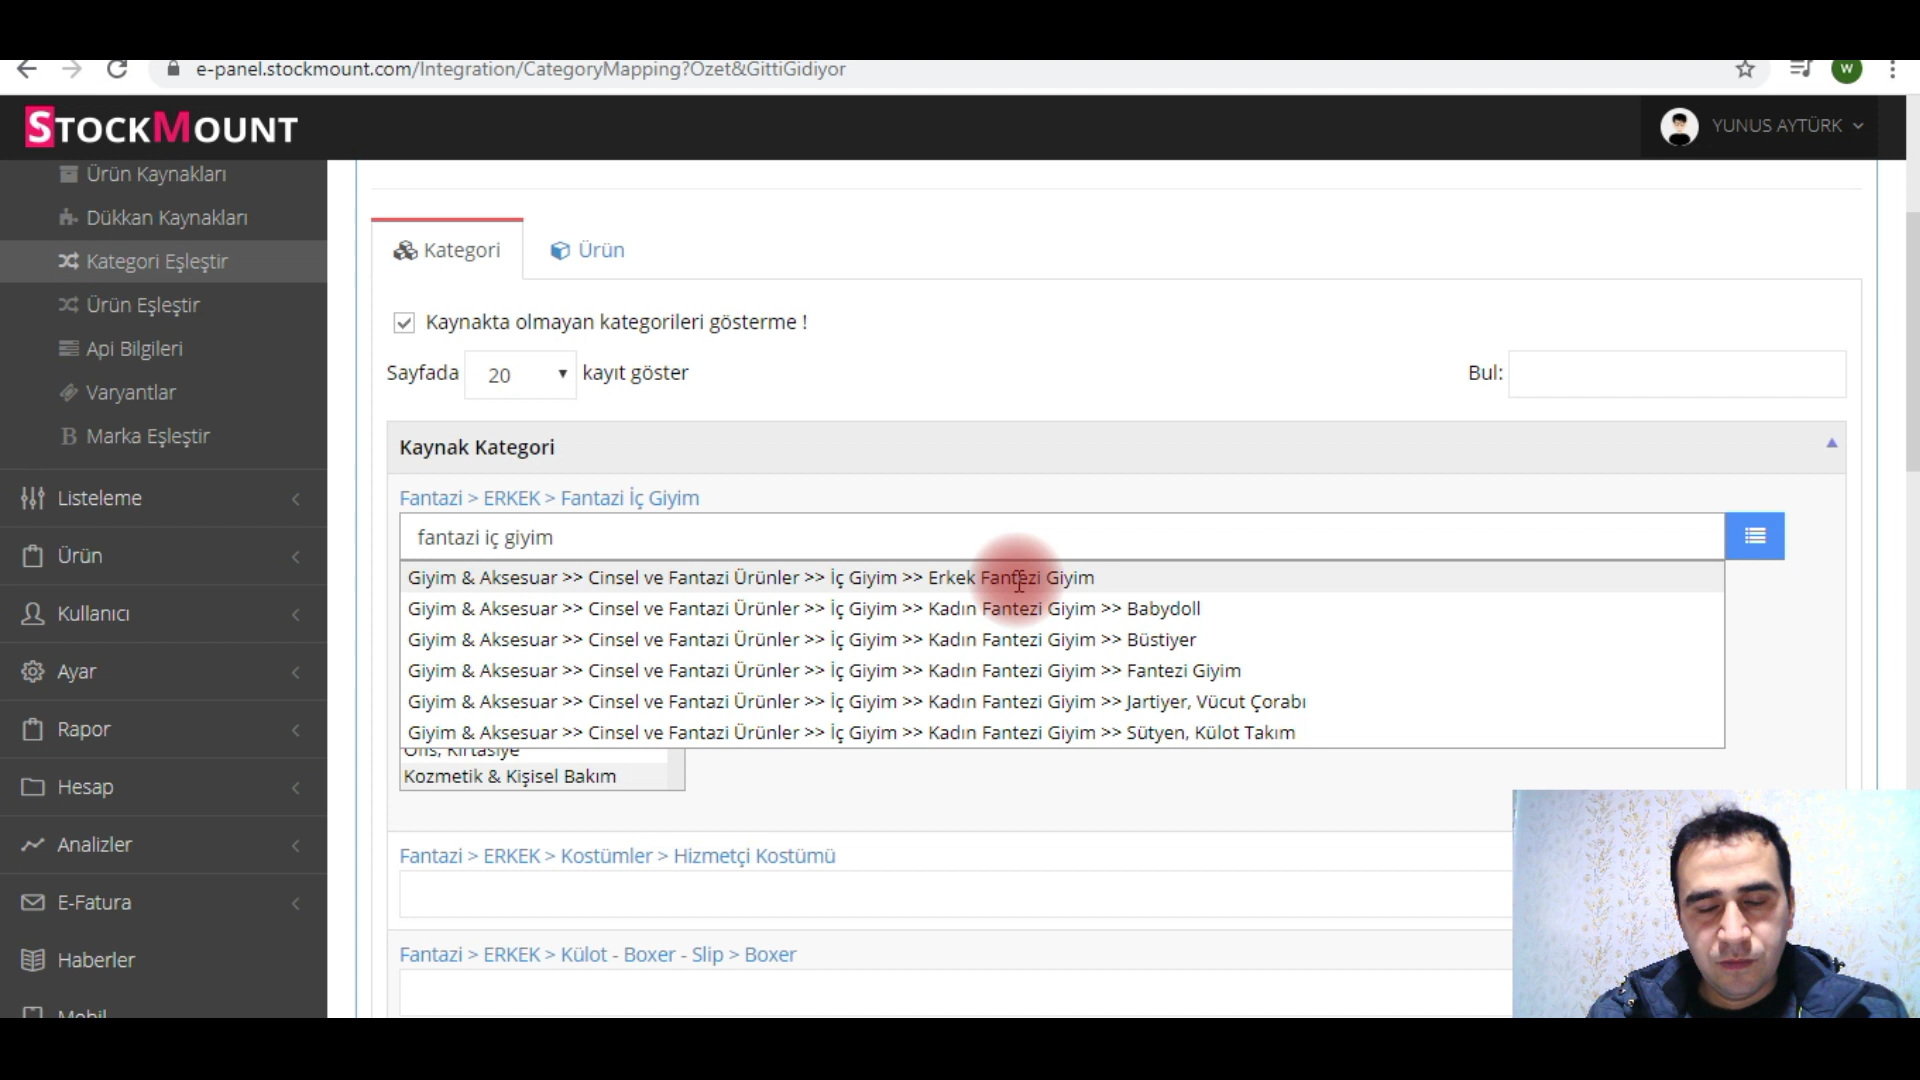 e-panel.stockmount.com/Integration/CategoryMapping?Ozet&GittiGidiyor
W
STOCKMOUNT
YUNUS AYTÜRK
Ürün Kaynakları
Dükkan Kaynakları
Kategori Eşleştir
Ürün Eşleştir
Api Bilgileri
Varyantlar
B Marka Eşleştir
Listeleme
Ürün
Kullanıcı
Ayar
Rapor
Hesap
Analizler
E-Fatura
Haberler
Mobil
Kategori
Ürün
Kaynakta olmayan kategorileri gösterme !
Sayfada 20 kayıt göster
Bul:
Kaynak Kategori
Fantazi > ERKEK > Fantazi İç Giyim
fantazi iç giyim
Giyim & Aksesuar >> Cinsel ve Fantazi Ürünler >> İç Giyim >> Erkek Fantezi Giyim
Giyim & Aksesuar >> Cinsel ve Fantazi Ürünler >> İç Giyim >> Kadın Fantezi Giyim >> Babydoll
Giyim & Aksesuar >> Cinsel ve Fantazi Ürünler >> İç Giyim >> Kadın Fantezi Giyim >> Büstiyer
Giyim & Aksesuar >> Cinsel ve Fantazi Ürünler >> İç Giyim >> Kadın Fantezi Giyim >> Fantezi Giyim
Giyim & Aksesuar >> Cinsel ve Fantazi Ürünler >> İç Giyim >> Kadın Fantezi Giyim >> Jartiyer, Vücut Çorabı
Giyim & Aksesuar >> Cinsel ve Fantazi Ürünler >> İç Giyim >> Kadın Fantezi Giyim >> Sütyen, Külot Takım
Ofis, Kırtasiye
Kozmetik & Kişisel Bakım
Fantazi > ERKEK > Kostümler > Hizmetçi Kostümü
Fantazi > ERKEK > Külot - Boxer - Slip > Boxer